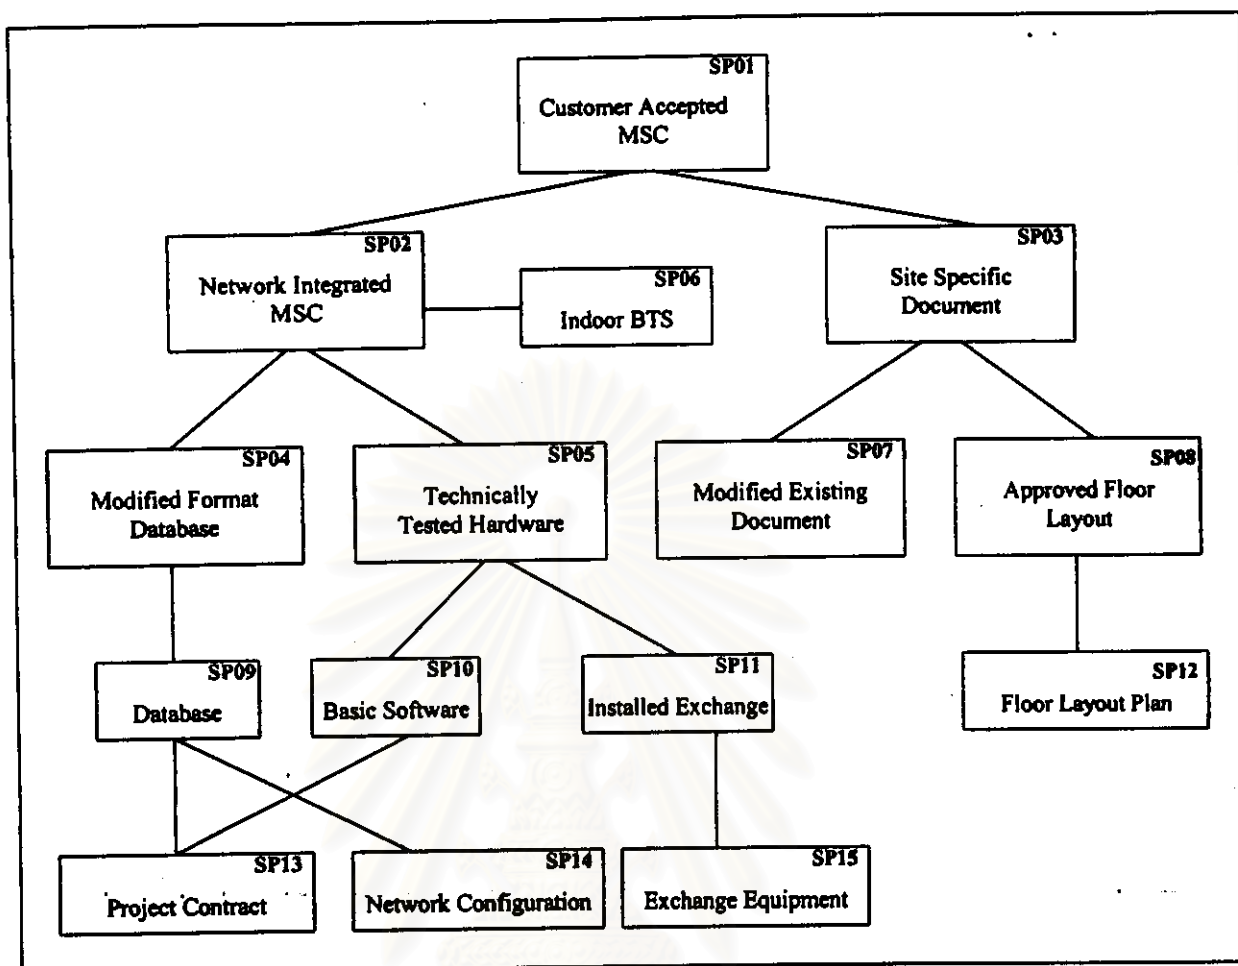 SP01
Customer Accepted
MSC
SP02
Network Integrated
MSC
SP06
Indoor BTS
SP03
Site Specific
Document
SP04
Modified Format
Database
SP05
Technically
Tested Hardware
SP07
Modified Existing
Document
SP08
Approved Floor
Layout
SP09
Database
SP10
Basic Software
SP11
Installed Exchange
SP12
Floor Layout Plan
SP13
Project Contract
SP14
Network Configuration
SP15
Exchange Equipment